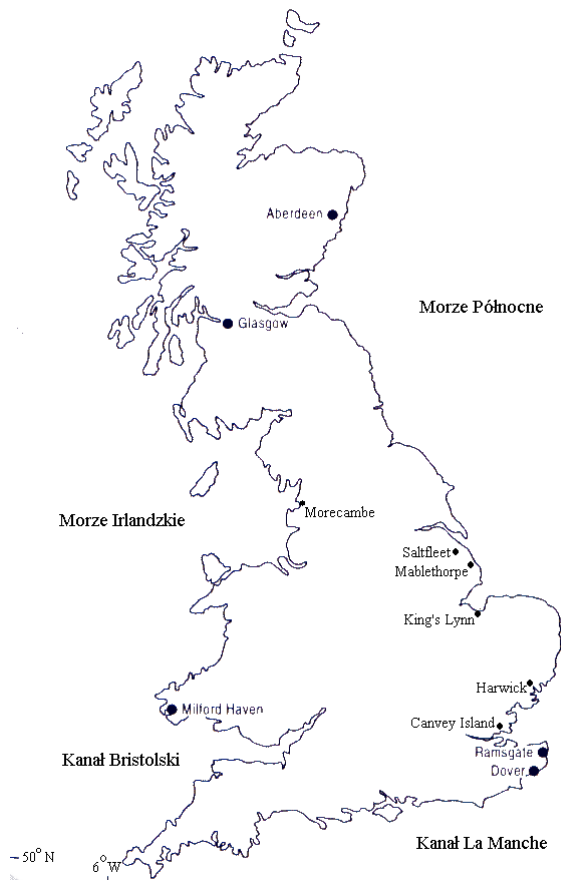 Aberdeen
Morze Północne
Glasgow
Morecambe
Morze Irlandzkie
Saltfleet
Mablethorpe
King's Lynn
Harwick
Milford Haven
Canvey Island
Ramsgate
Kanał Bristolski
Dover
Kanał La Manche
50° N
6°W